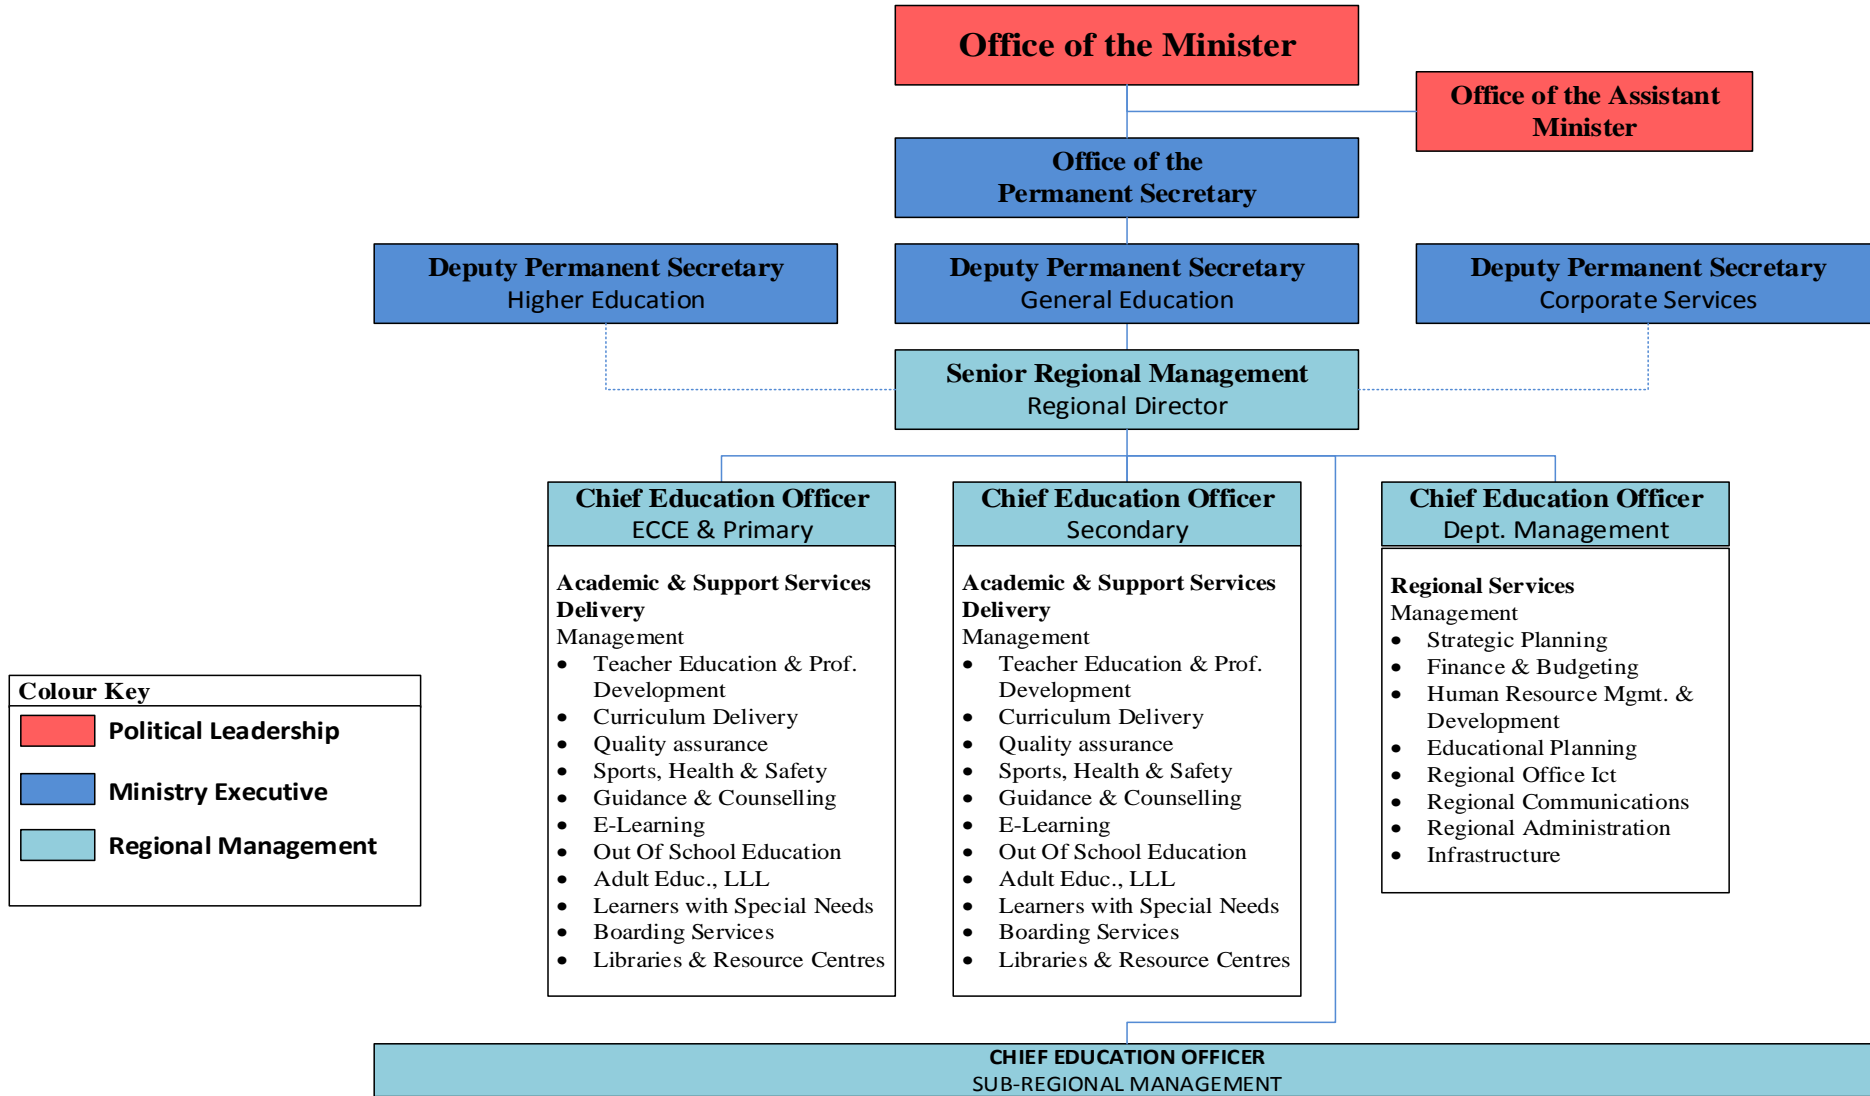 Office of the Minister
Office of the Assistant
Minister
Office of the
Permanent Secretary
Deputy Permanent Secretary
Higher Education
Deputy Permanent Secretary
General Education
Deputy Permanent Secretary
Corporate Services
Senior Regional Management
Regional Director
Chief Education Officer
ECCE & Primary
Academic & Support Services
Delivery
Management
• Teacher Education & Prof.
Development
• Curriculum Delivery
• Quality assurance
• Sports, Health & Safety
• Guidance & Counselling
• E-Learning
• Out Of School Education
• Adult Educ., LLL
• Learners with Special Needs
• Boarding Services
• Libraries & Resource Centres
Chief Education Officer
Secondary
Academic & Support Services
Delivery
Management
• Teacher Education & Prof.
Development
• Curriculum Delivery
• Quality assurance
• Sports, Health & Safety
• Guidance & Counselling
• E-Learning
• Out Of School Education
• Adult Educ., LLL
• Learners with Special Needs
• Boarding Services
• Libraries & Resource Centres
Chief Education Officer
Dept. Management
Regional Services
Management
• Strategic Planning
• Finance & Budgeting
• Human Resource Mgmt. &
Development
• Educational Planning
• Regional Office Ict
• Regional Communications
• Regional Administration
• Infrastructure
Colour Key
Political Leadership
Ministry Executive
Regional Management
CHIEF EDUCATION OFFICER
SUB-REGIONAL MANAGEMENT